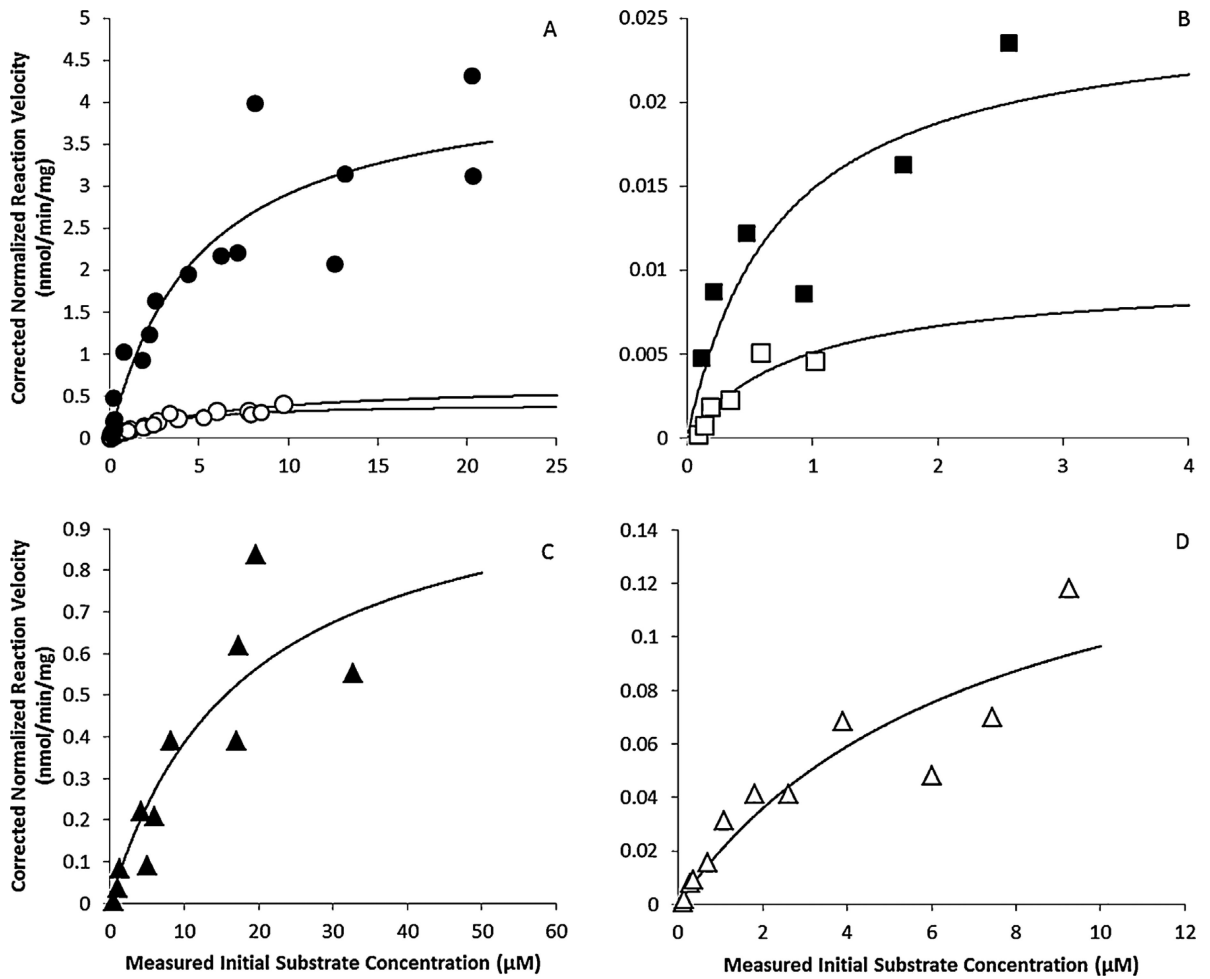 Corrected Normalized Reaction Velocity
(nmol/min/mg)
5
4.5
4
3.5
3
2.5
2
1.5
1
0.5
0
0 5 10 15 20 25
A
0.025
0.02
0.015
0.01
0.005
0
0 1 2 3 4
B
Corrected Normalized Reaction Velocity
(nmol/min/mg)
0.9
0.8
0.7
0.6
0.5
0.4
0.3
0.2
0.1
0
0 10 20 30 40 50 60
C
Measured Initial Substrate Concentration (µM)
0.14
0.12
0.1
0.08
0.06
0.04
0.02
0
0 2 4 6 8 10 12
D
Measured Initial Substrate Concentration (µM)